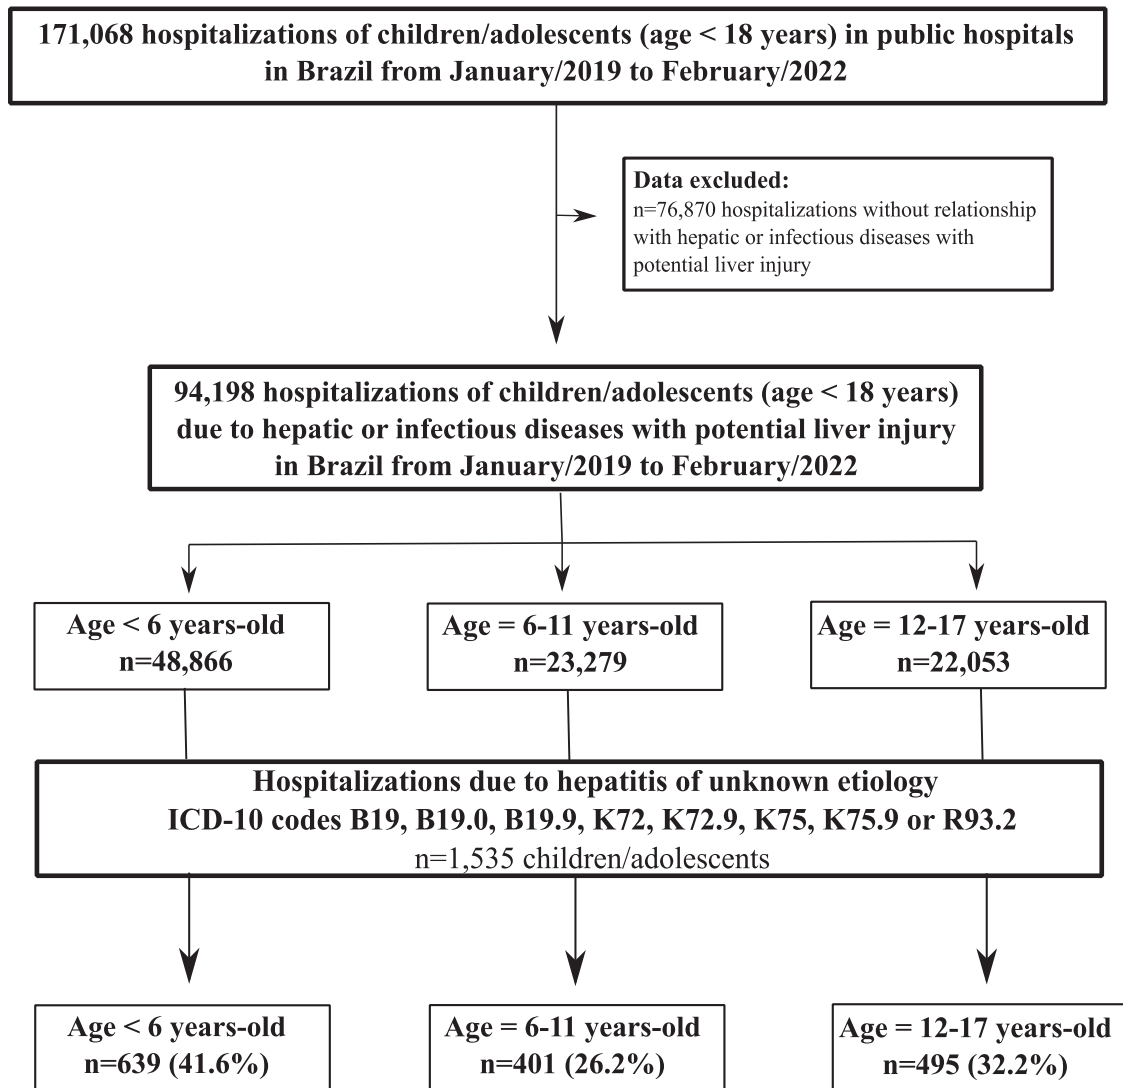 171,068 hospitalizations of children/adolescents (age < 18 years) in public hospitals
in Brazil from January/2019 to February/2022
Data excluded:
n=76,870 hospitalizations without relationship
with hepatic or infectious diseases with
potential liver injury
94,198 hospitalizations of children/adolescents (age < 18 years)
due to hepatic or infectious diseases with potential liver injury
in Brazil from January/2019 to February/2022
Age < 6 years-old
n=48,866
Age = 6-11 years-old
n=23,279
Age = 12-17 years-old
n=22,053
Hospitalizations due to hepatitis of unknown etiology
ICD-10 codes B19, B19.0, B19.9, K72, K72.9, K75, K75.9 or R93.2
n=1,535 children/adolescents
Age < 6 years-old
n=639 (41.6%)
Age = 6-11 years-old
n=401 (26.2%)
Age = 12-17 years-old
n=495 (32.2%)